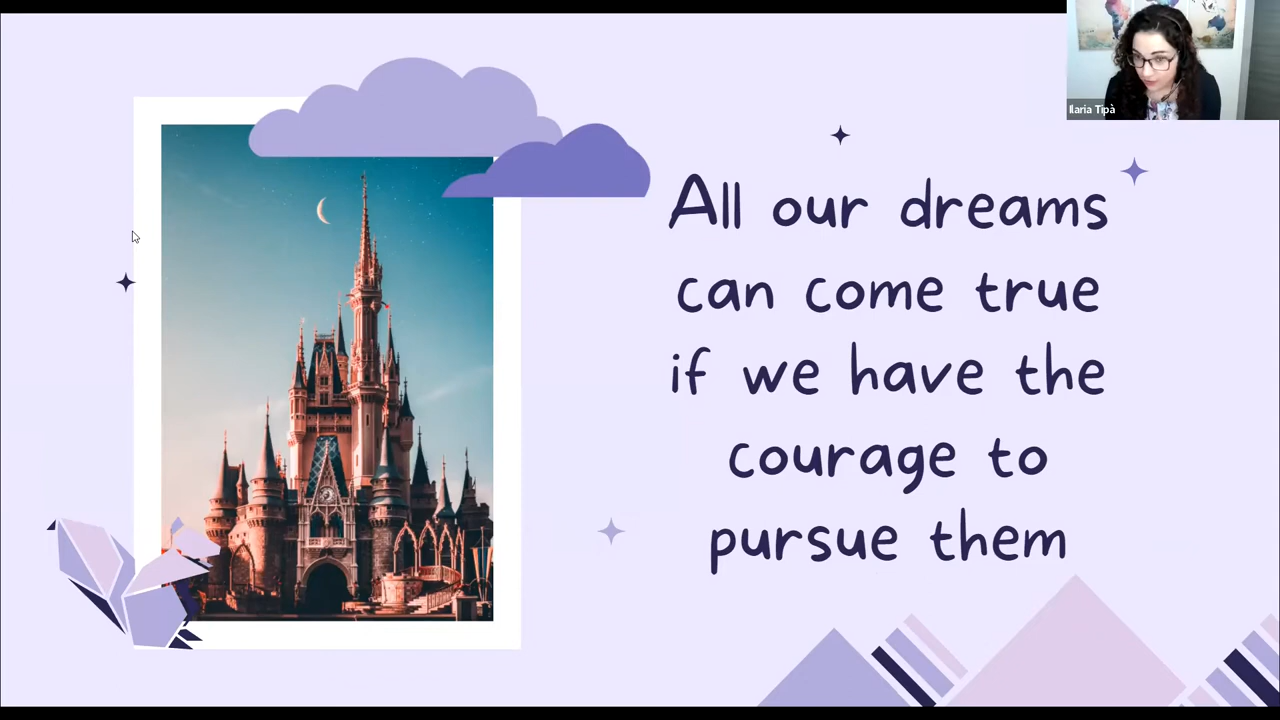 Ilaria Tipà
All our dreams
can come true
if we have the
courage to
pursue them